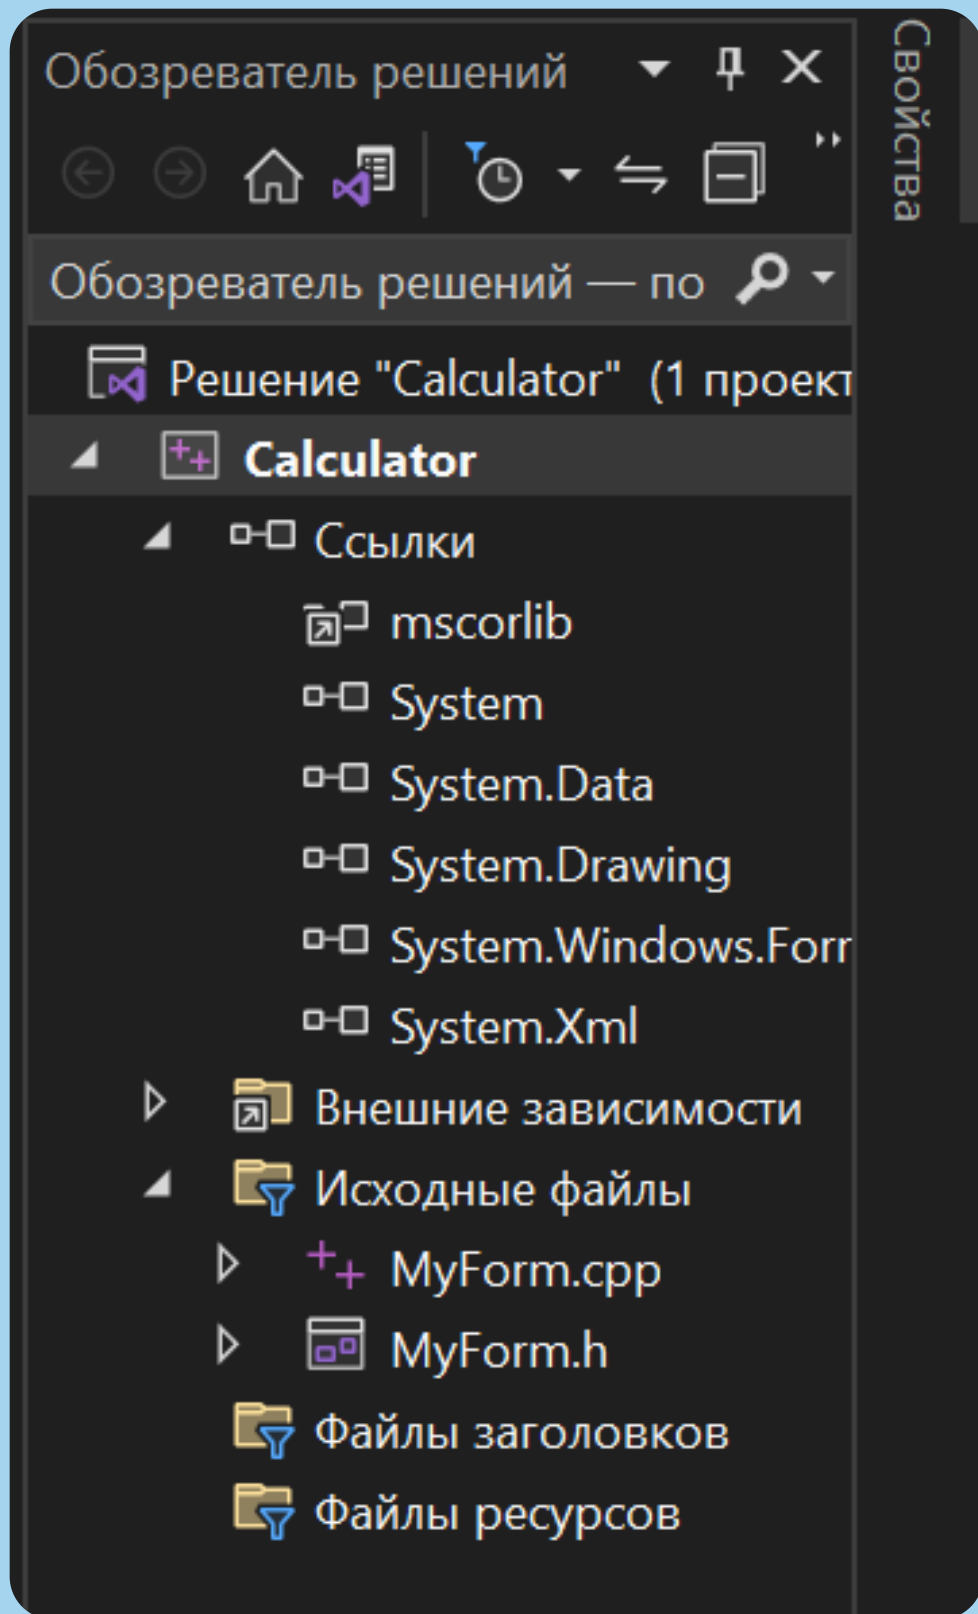 Обозреватель решений
Свойства
Обозреватель решений — по
Решение "Calculator" (1 проект
Calculator
Ссылки
mscorlib
System
System.Data
System.Drawing
System.Windows.For
System.Xml
Внешние зависимости
Исходные файлы
MyForm.cpp
MyForm.h
Файлы заголовков
Файлы ресурсов